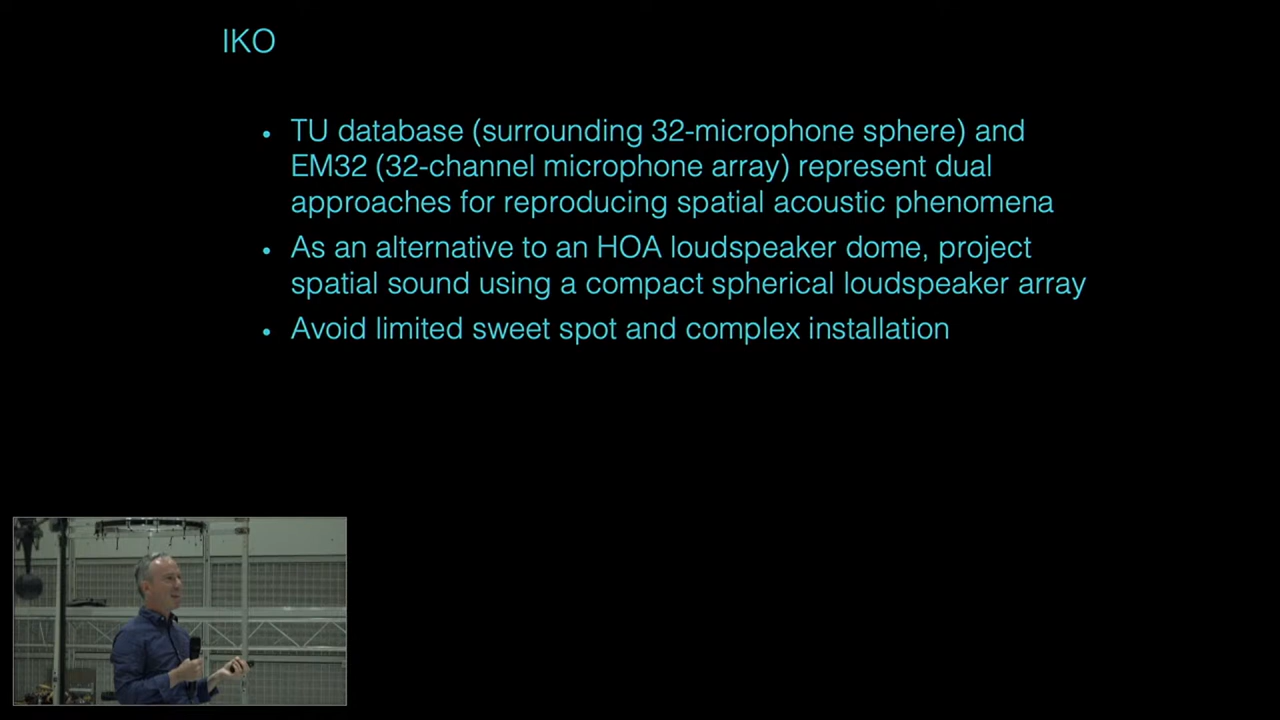 IKO
• TU database (surrounding 32-microphone sphere) and
EM32 (32-channel microphone array) represent dual
approaches for reproducing spatial acoustic phenomena
• As an alternative to an HOA loudspeaker dome, project
spatial sound using a compact spherical loudspeaker array
• Avoid limited sweet spot and complex installation